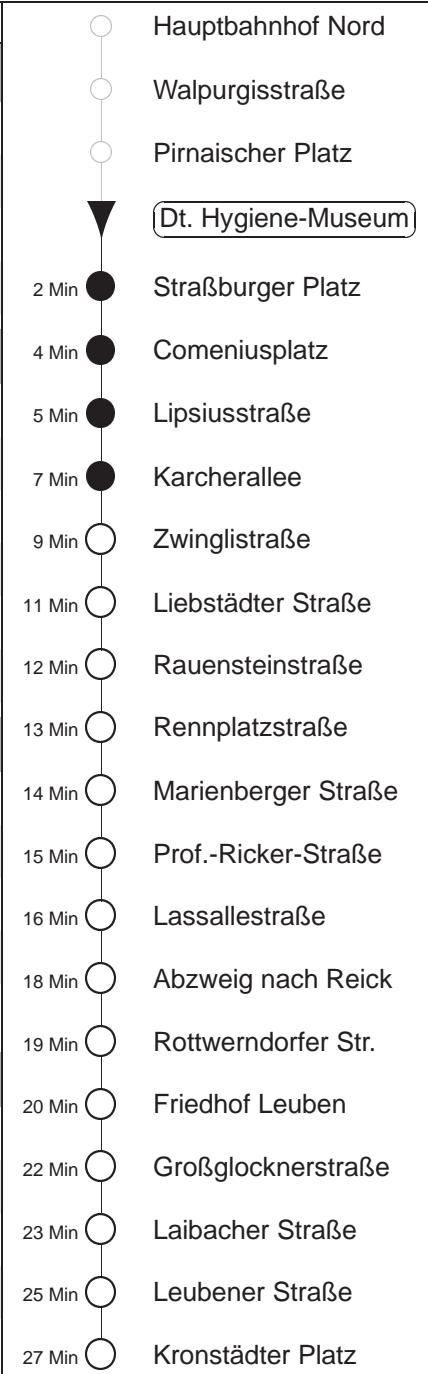 Hauptbahnhof Nord
Walpurgisstraße
Pirnaischer Platz
Dt. Hygiene-Museum
2 Min Straßburger Platz
4 Min Comeniusplatz
5 Min Lipsiusstraße
7 Min Karcherallee
9 Min Zwinglistraße
11 Min Liebstädter Straße
12 Min Rauensteinstraße
13 Min Rennplatzstraße
14 Min Marienberger Straße
15 Min Prof.-Ricker-Straße
16 Min Lassallestraße
18 Min Abzweig nach Reick
19 Min Rottwerndorfer Str.
20 Min Friedhof Leuben
22 Min Großglocknerstraße
23 Min Laibacher Straße
25 Min Leubener Straße
27 Min Kronstädter Platz